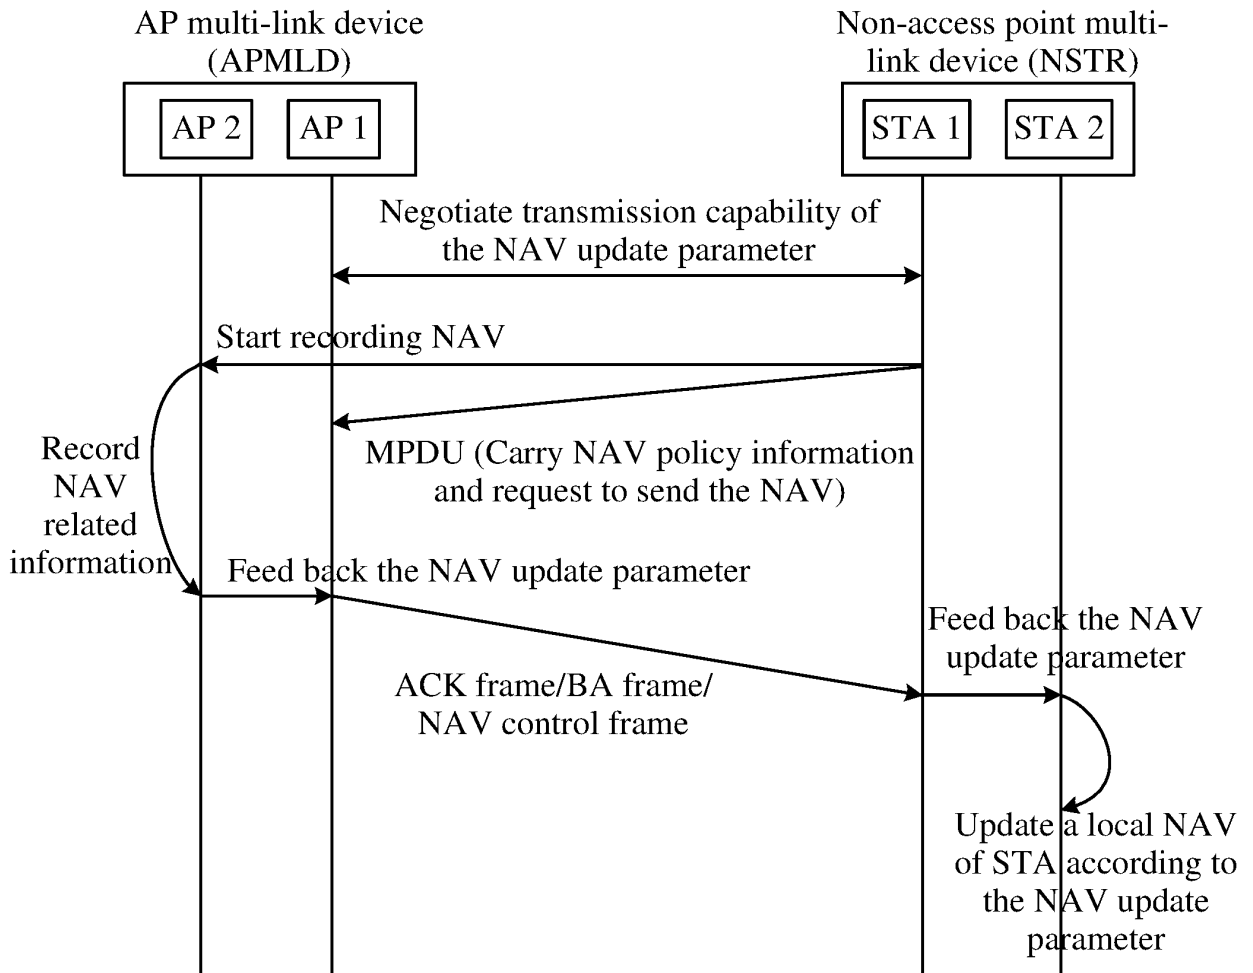 AP multi-link device
(APMLD)
Non-access point multi-
link device (NSTR)
AP 2
AP 1
STA 1
STA 2
Negotiate transmission capability of
the NAV update parameter
Start recording NAV
MPDU (Carry NAV policy information
and request to send the NAV)
Record
NAV
related
information
Feed back the NAV update parameter
Feed back the NAV
update parameter
ACK frame/BA frame/
NAV control frame
Update a local NAV
of STA according to
the NAV update
parameter